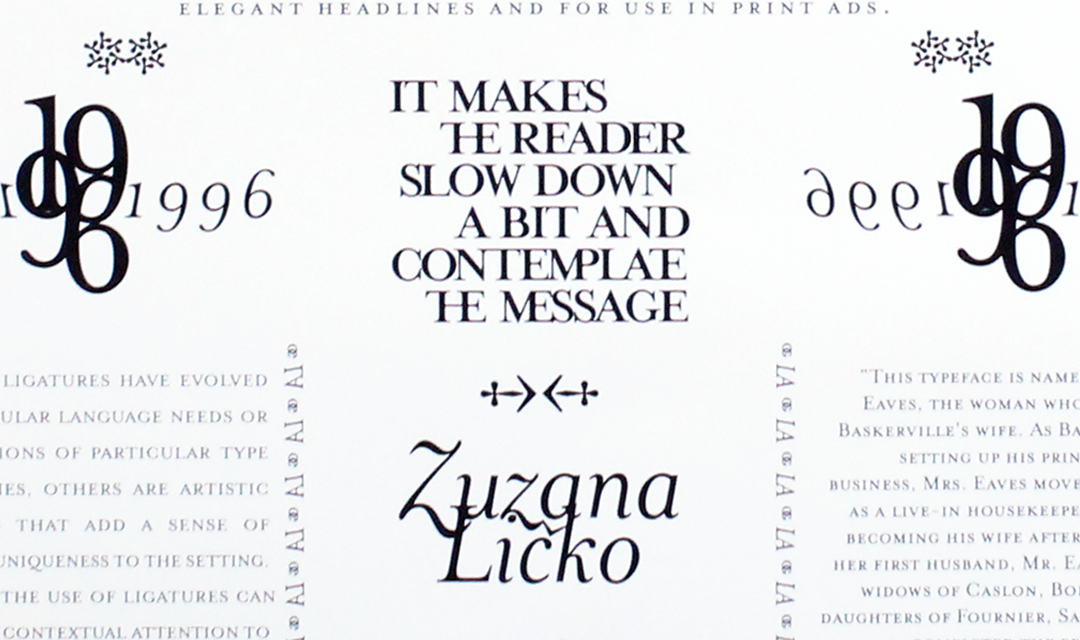 ELEGANT HEADLINES AND FOR USE IN PRINT ADS.
1996
1996
IT MAKES
THE READER
SLOW DOWN
A BIT AND
CONTEMPLATE
THE MESSAGE
1996
1996
Zuzana
Ličko
LIGATURES HAVE EVOLVED
LANGUAGE NEEDS OR
OF PARTICULAR TYPE
OTHERS ARE ARTISTIC
THAT ADD A SENSE OF
UNIQUENESS TO THE SETTING.
THE USE OF LIGATURES CAN
CONTEXTUAL ATTENTION TO
"THIS TYPEFACE IS NAME
EAVES, THE WOMAN WHO
BASKERVILLE'S WIFE. AS BA
SETTING UP HIS PRIN
BUSINESS, MRS. EAVES MOVE
AS A LIVE-IN HOUSEKEEPE
BECOMING HIS WIFE AFTER
HER FIRST HUSBAND, MR. EA
WIDOWS OF CASLON, BO
DAUGHTERS OF FOURNIER, SA